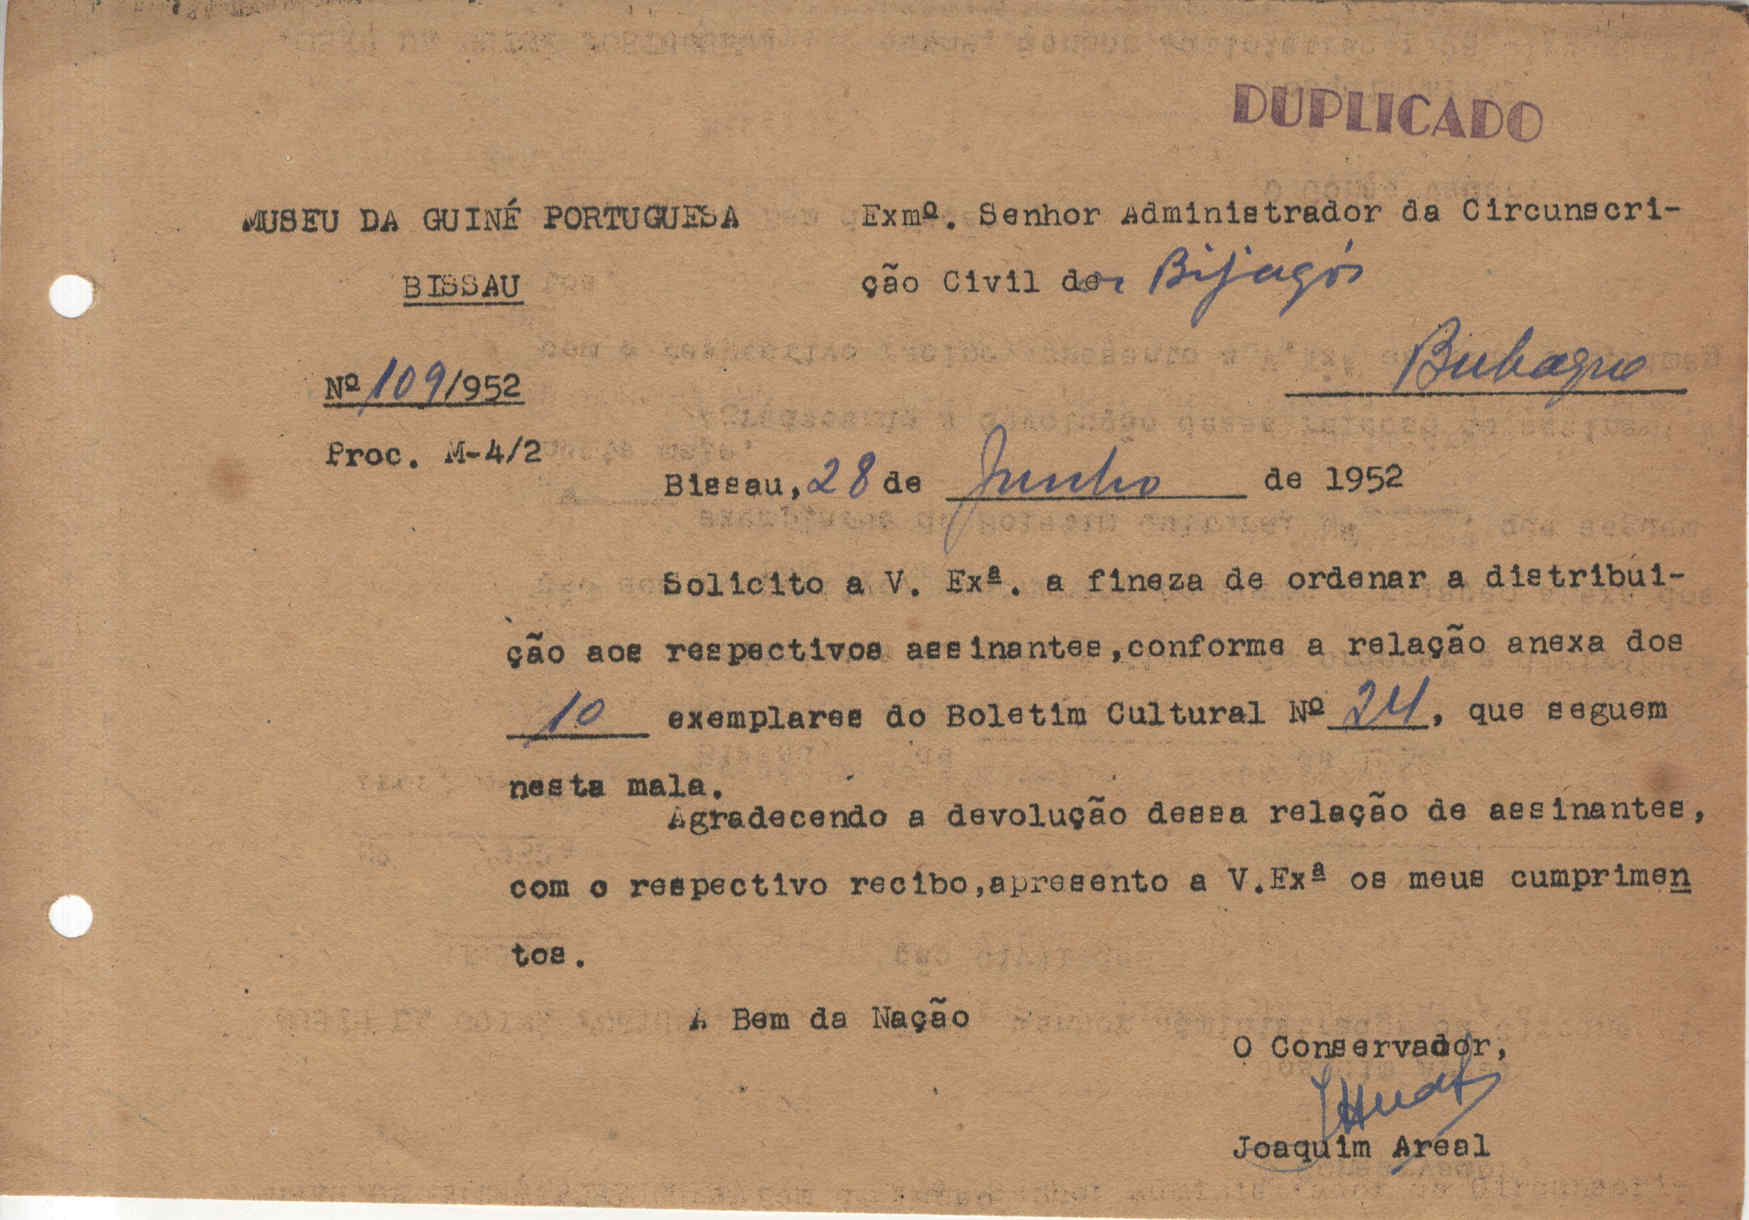 DUPLICADO
MUSEU DA GUINÉ PORTUGUESA
BISSAU
Exmº. Senhor Administrador da Circunscri-
ção Civil dos Bijagós
Bubaque
Nº 109/952
Proc. M-4/2
Bissau, 28 de Junho de 1952
Solicito a V. Exª. a fineza de ordenar a distribui-
ção aos respectivos assinantes,conforme a relação anexa dos
10 exemplares do Boletim Cultural Nº 24, que seguem
nesta mala.
Agradecendo a devolução dessa relação de assinantes,
com o respectivo recibo,apresento a V.Exª os meus cumprimen
tos.
A Bem da Nação
O Conservador,
Joaquim Areal